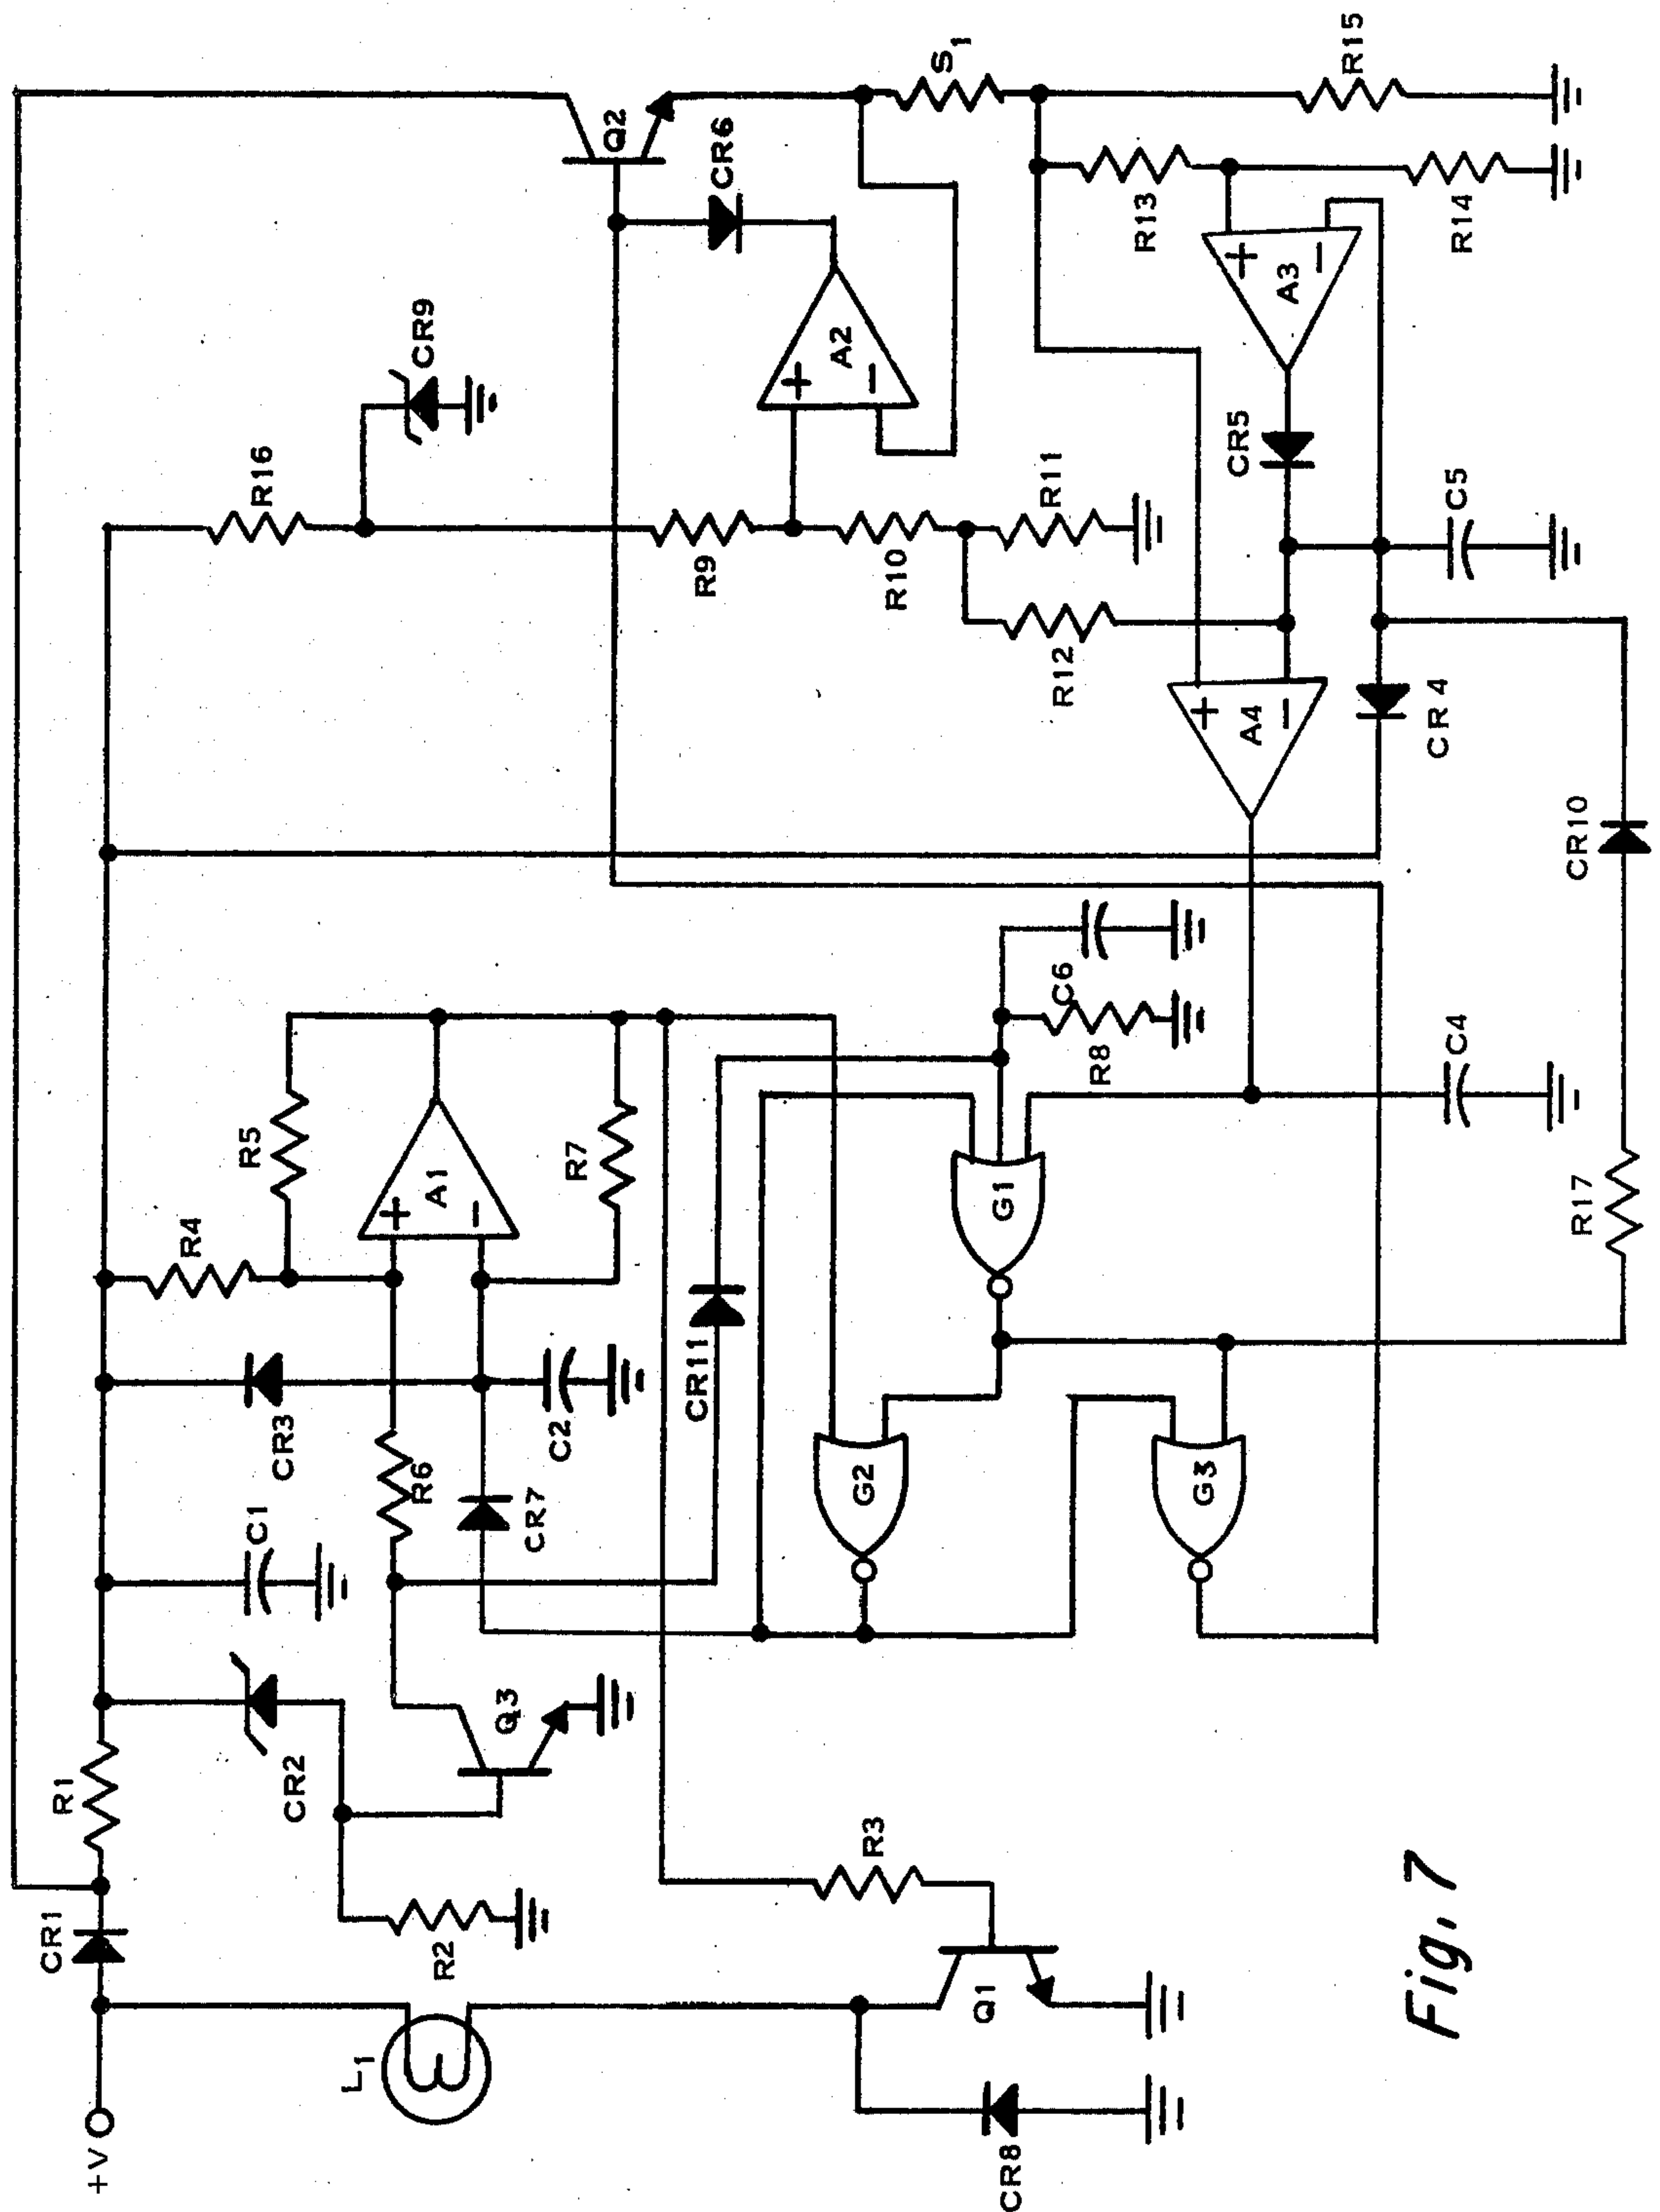 +V
CR1
R1
L1
R2
CR2
C1
CR3
R4
R5
R16
CR9
Q3
R6
A1
+
−
CR7
C2
R7
CR11
R9
R10
R11
R12
A2
+
−
Q2
CR6
S1
R3
Q1
CR8
G2
G1
G3
C6
R8
A4
+
−
CR5
A3
+
−
R13
R14
R15
CR4
C5
C4
R17
CR10
Fig. 7